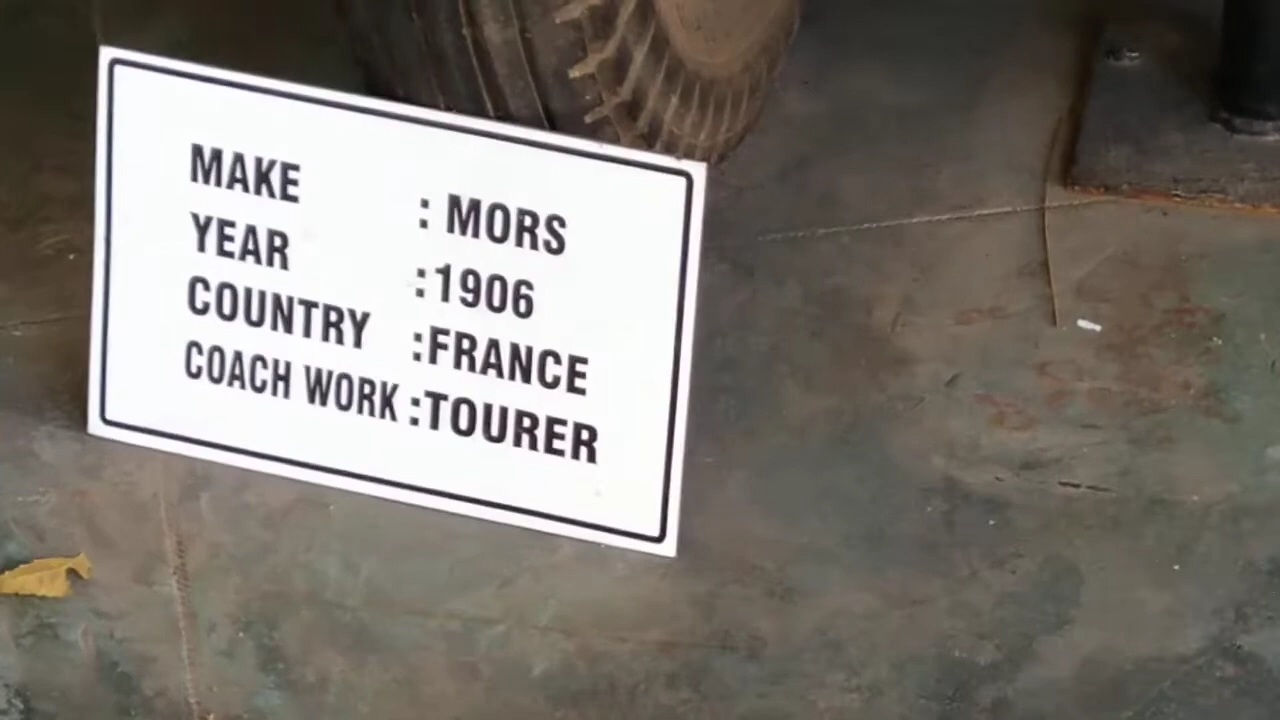 MAKE : MORS
YEAR :1906
COUNTRY :FRANCE
COACH WORK :TOURER